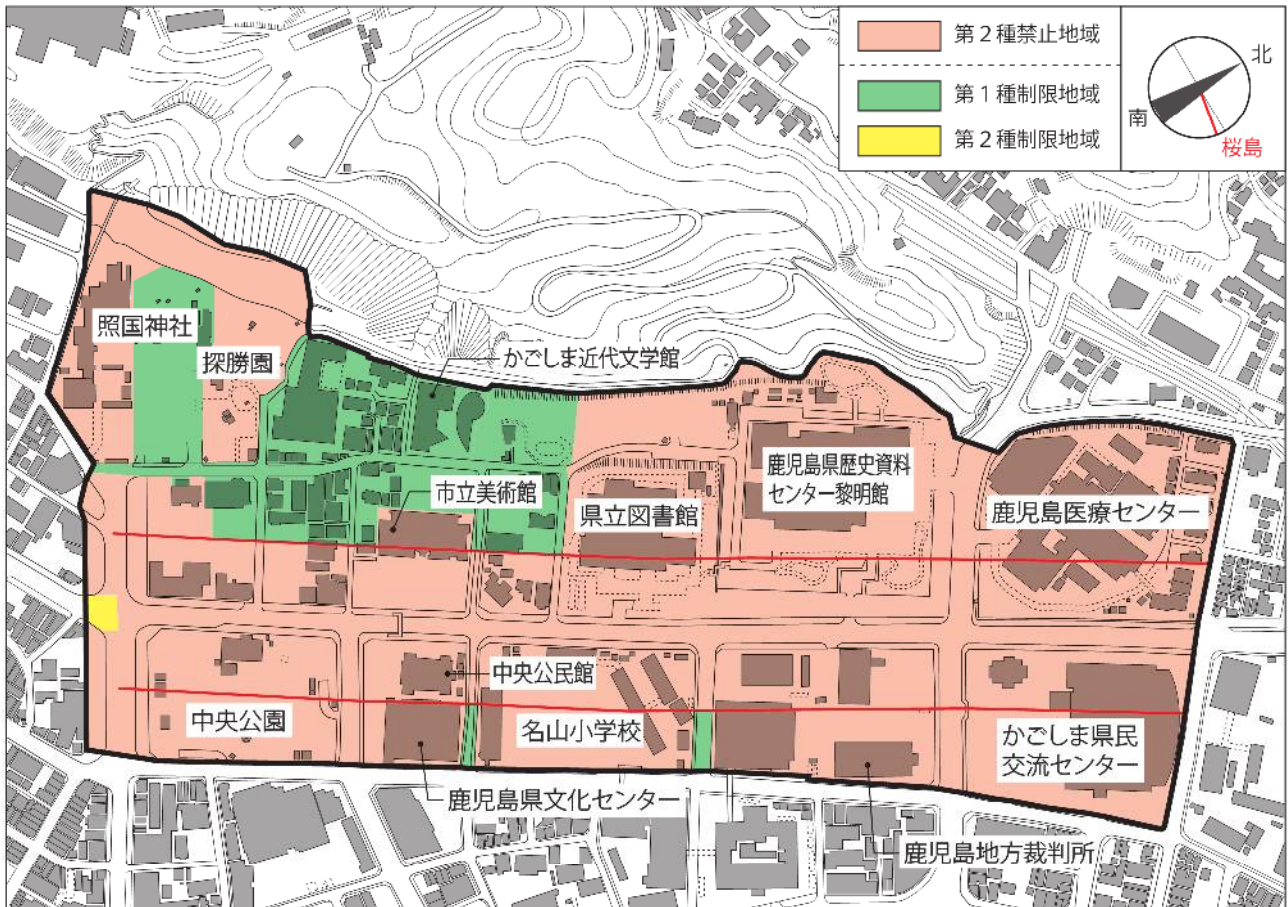 第2種禁止地域
第1種制限地域
第2種制限地域
北
南
桜島
照国神社
探勝園
かごしま近代文学館
市立美術館
県立図書館
鹿児島県歴史資料
センター黎明館
鹿児島医療センター
中央公民館
中央公園
名山小学校
かごしま県民
交流センター
鹿児島県文化センター
鹿児島地方裁判所